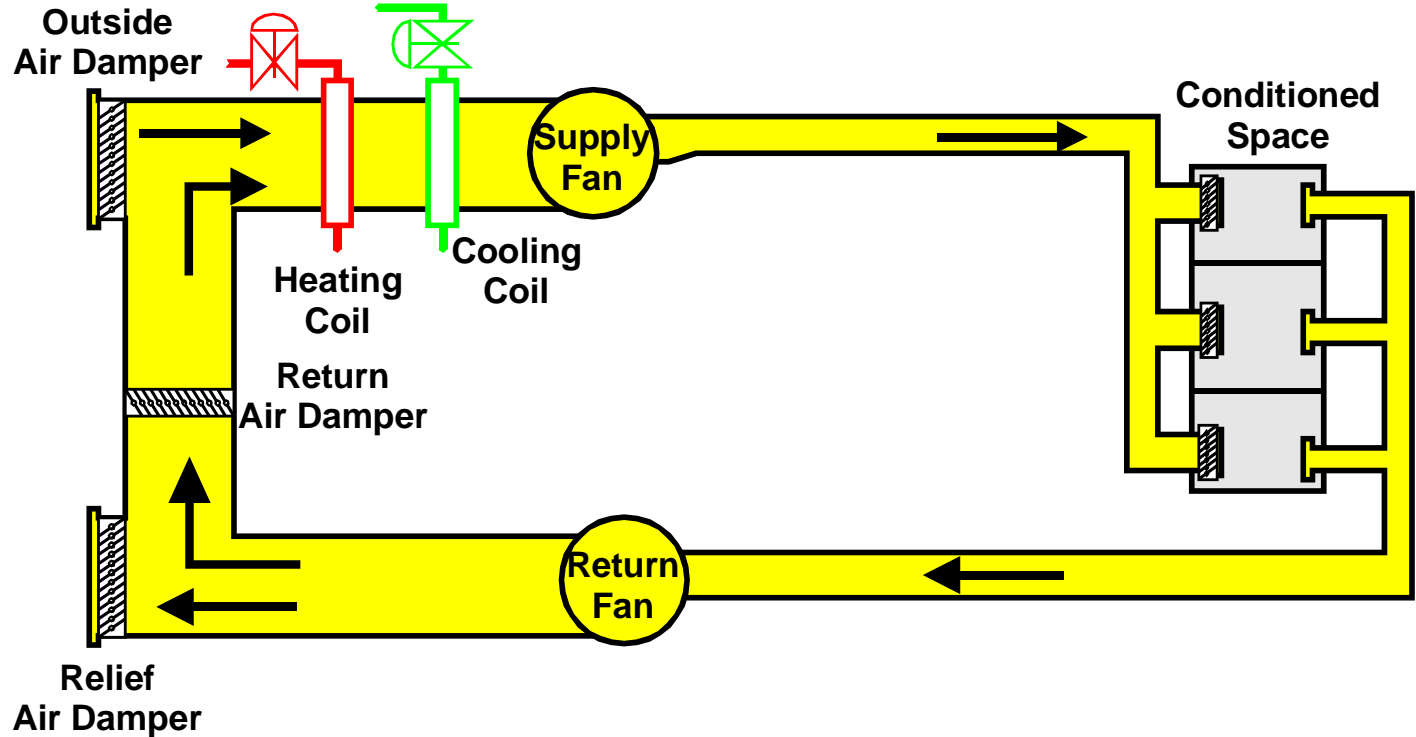 Outside
Air Damper
Conditioned
Space
Supply
Fan
Cooling
Coil
Heating
Coil
Return
Air Damper
Return
Fan
Relief
Air Damper